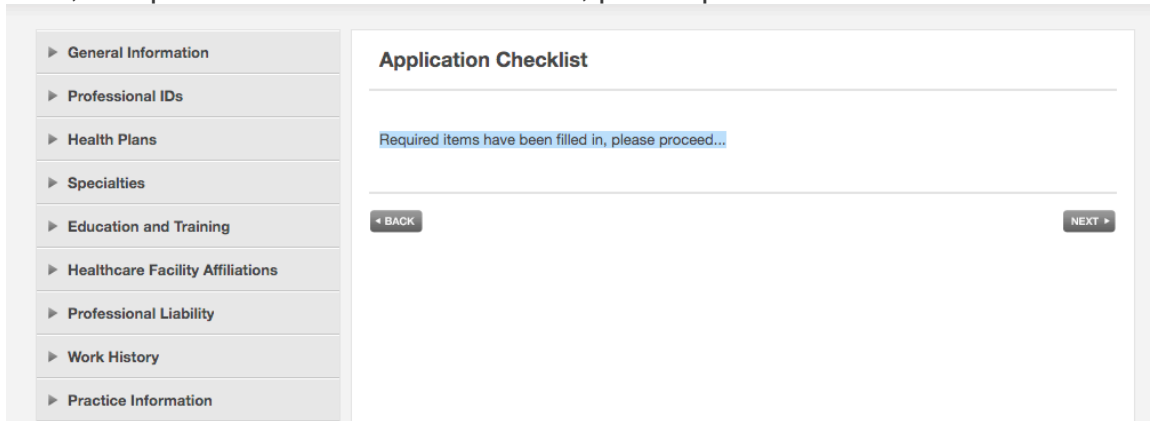 General Information
Professional IDs
Health Plans
Specialties
Education and Training
Healthcare Facility Affiliations
Professional Liability
Work History
Practice Information
Application Checklist
Required items have been filled in, please proceed...
BACK
NEXT